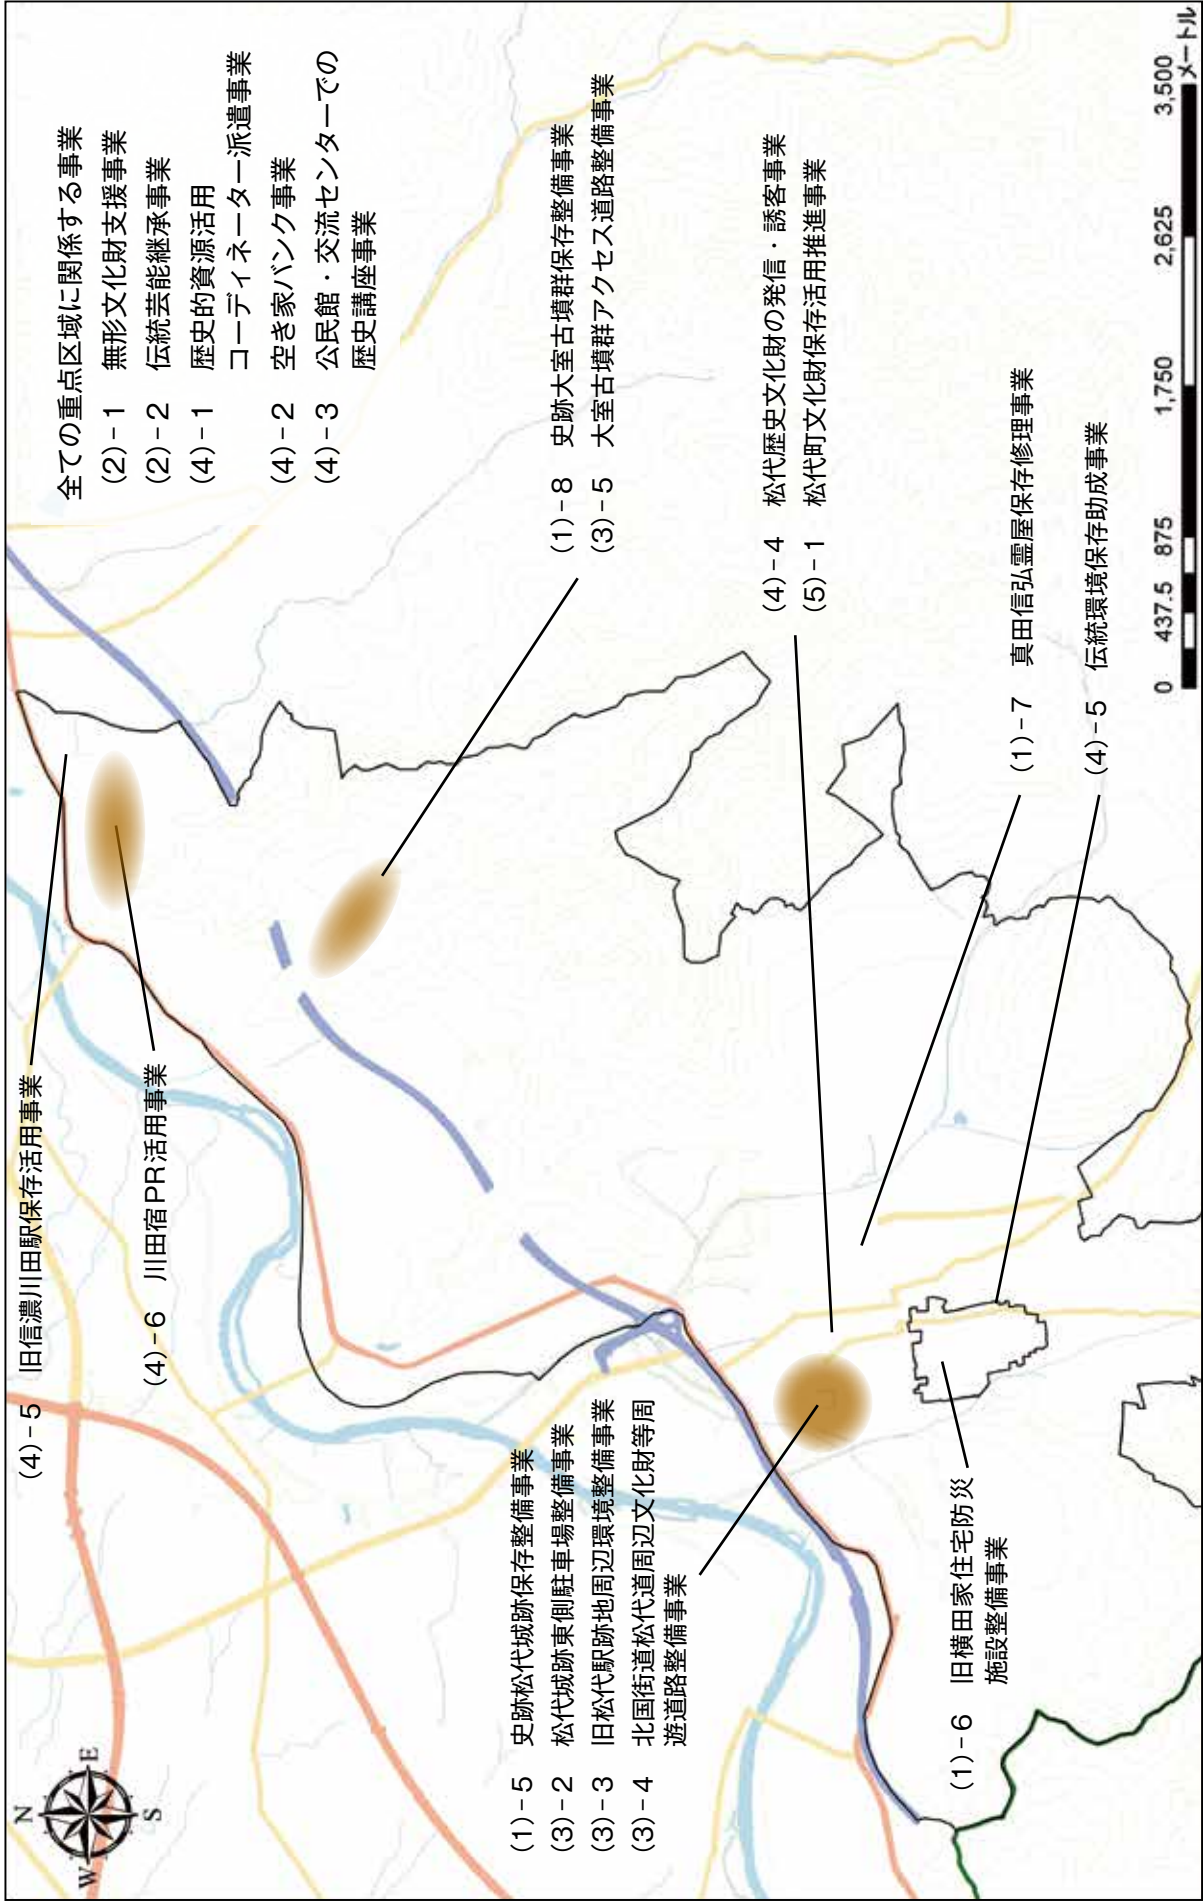 全ての重点区域に関係する事業
(2)-1 無形文化財支援事業
(2)-2 伝統芸能継承事業
(4)-1 歴史的資源活用
コーディネーター派遣事業
(4)-2 空き家バンク事業
(4)-3 公民館・交流センターでの
歴史講座事業
(4)-5 旧信濃川田駅保存活用事業
(4)-6 川田宿PR活用事業
(1)-8 史跡大室古墳群保存整備事業
(3)-5 大室古墳群アクセス道路整備事業
(4)-4 松代歴史文化財の発信・誘客事業
(5)-1 松代町文化財保存活用推進事業
(1)-7 真田信弘霊屋保存修理事業
(4)-5 伝統環境保存助成事業
(1)-5 史跡松代城跡保存整備事業
(3)-2 松代城跡東側駐車場整備事業
(3)-3 旧松代駅跡地周辺環境整備事業
(3)-4 北国街道松代道周辺文化財等周
遊道路整備事業
(1)-6 旧横田家住宅防災
施設整備事業
N
W
E
S
0 437.5 875 1,750 2,625 3,500
メートル